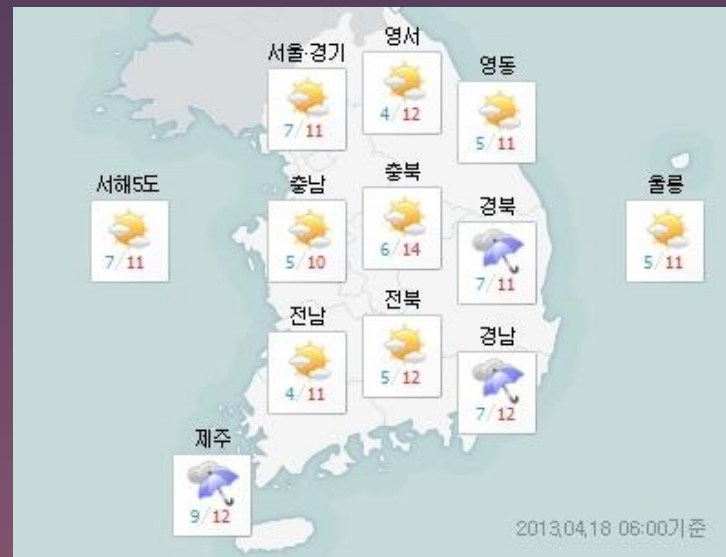 영서
서울·경기
4/12
영동
7/11
5/11
서해5도
충남
충북
경북
울릉
7/11
5/10
6/14
7/11
5/11
전남
전북
경남
4/11
5/12
7/12
제주
9/12
2013,04,18 06:00기준